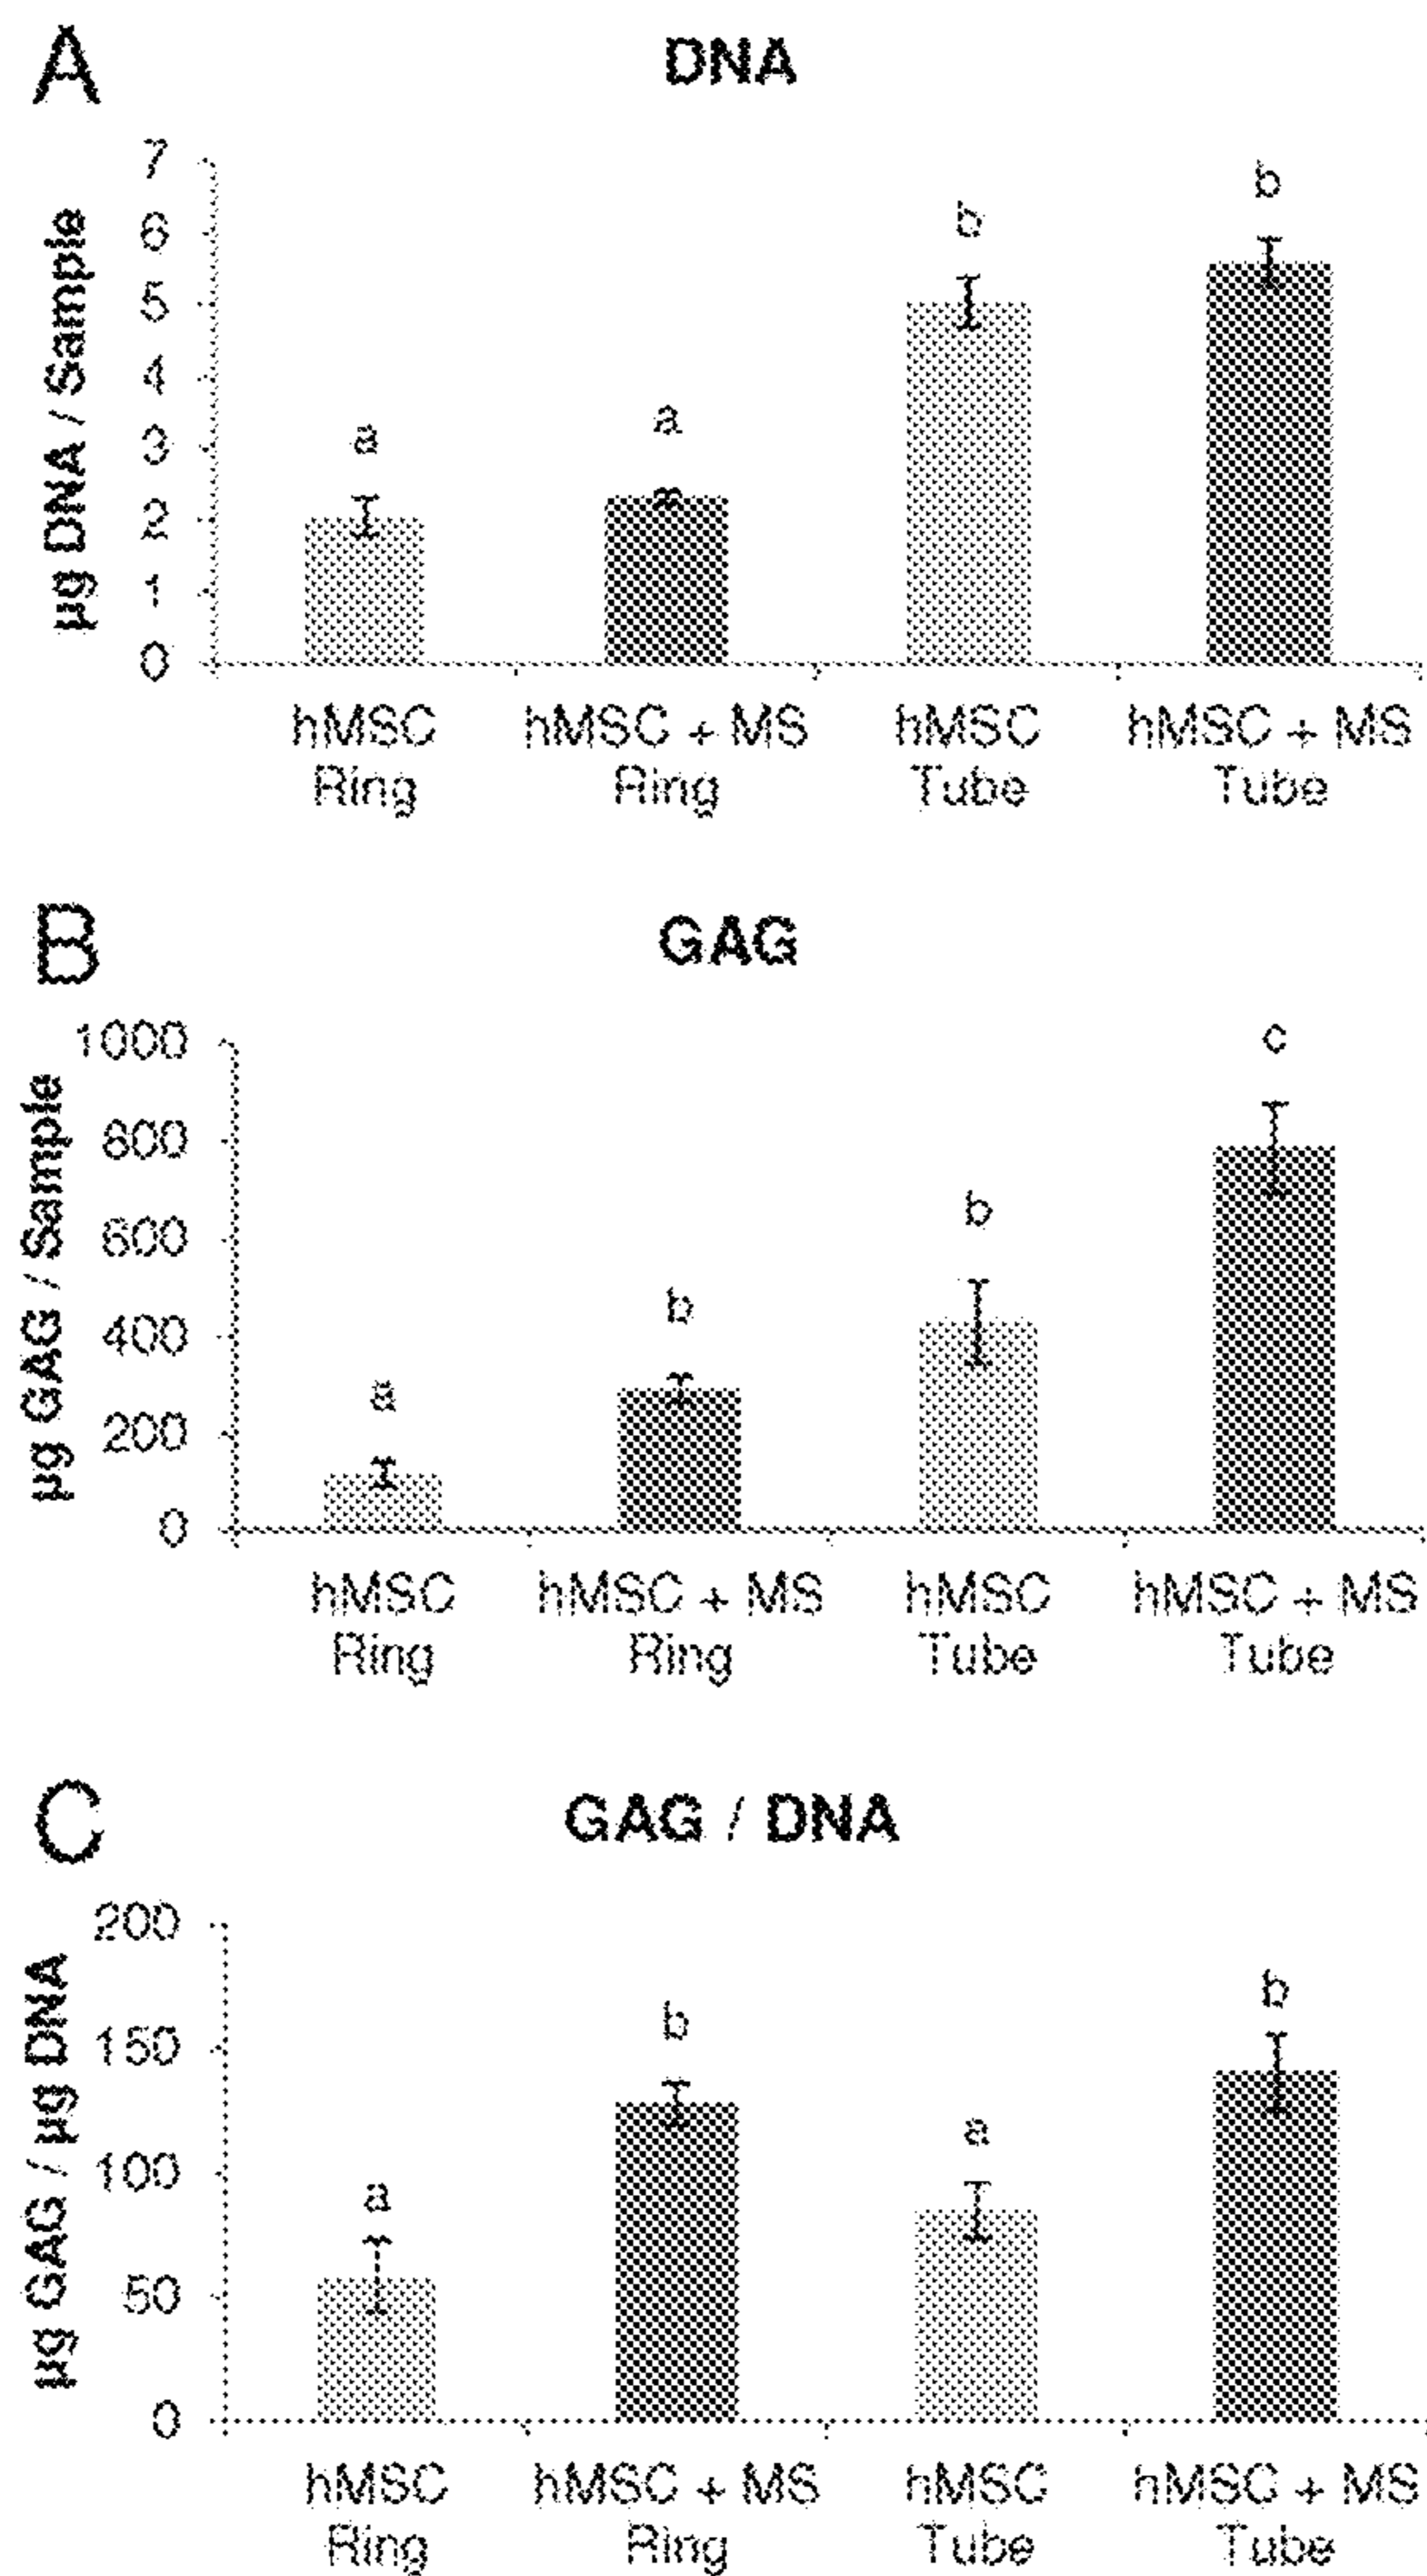 A
DNA
µg DNA / Sample
7
6
5
4
3
2
1
0
a
a
b
b
hMSC Ring
hMSC + MS Ring
hMSC Tube
hMSC + MS Tube
B
GAG
µg GAG / Sample
1000
800
600
400
200
0
a
b
b
c
hMSC Ring
hMSC + MS Ring
hMSC Tube
hMSC + MS Tube
C
GAG / DNA
µg GAG / µg DNA
200
150
100
50
0
a
b
a
b
hMSC Ring
hMSC + MS Ring
hMSC Tube
hMSC + MS Tube